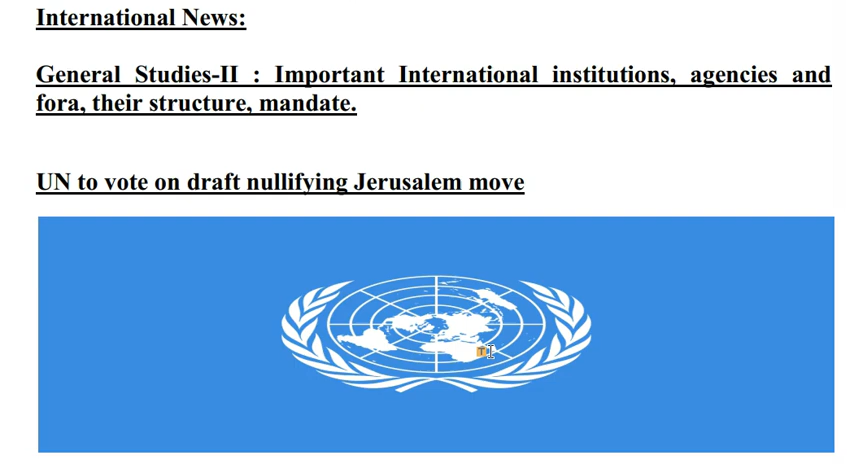 International News:
General Studies-II : Important International institutions, agencies and
fora, their structure, mandate.
UN to vote on draft nullifying Jerusalem move
T